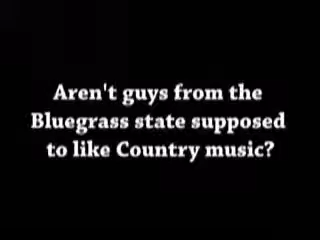 Aren't guys from the
Bluegrass state supposed
to like Country music?